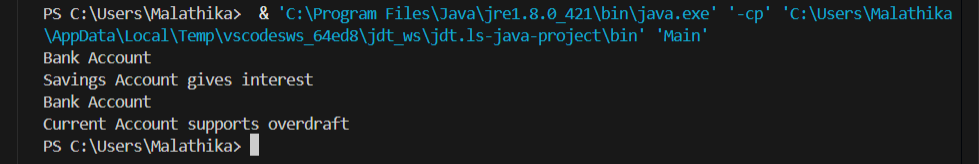 PS C:\Users\Malathika>  & 'C:\Program Files\Java\jre1.8.0_421\bin\java.exe' '-cp' 'C:\Users\Malathika
\AppData\Local\Temp\vscodesws_64ed8\jdt_ws\jdt.ls-java-project\bin' 'Main'
Bank Account
Savings Account gives interest
Bank Account
Current Account supports overdraft
PS C:\Users\Malathika>